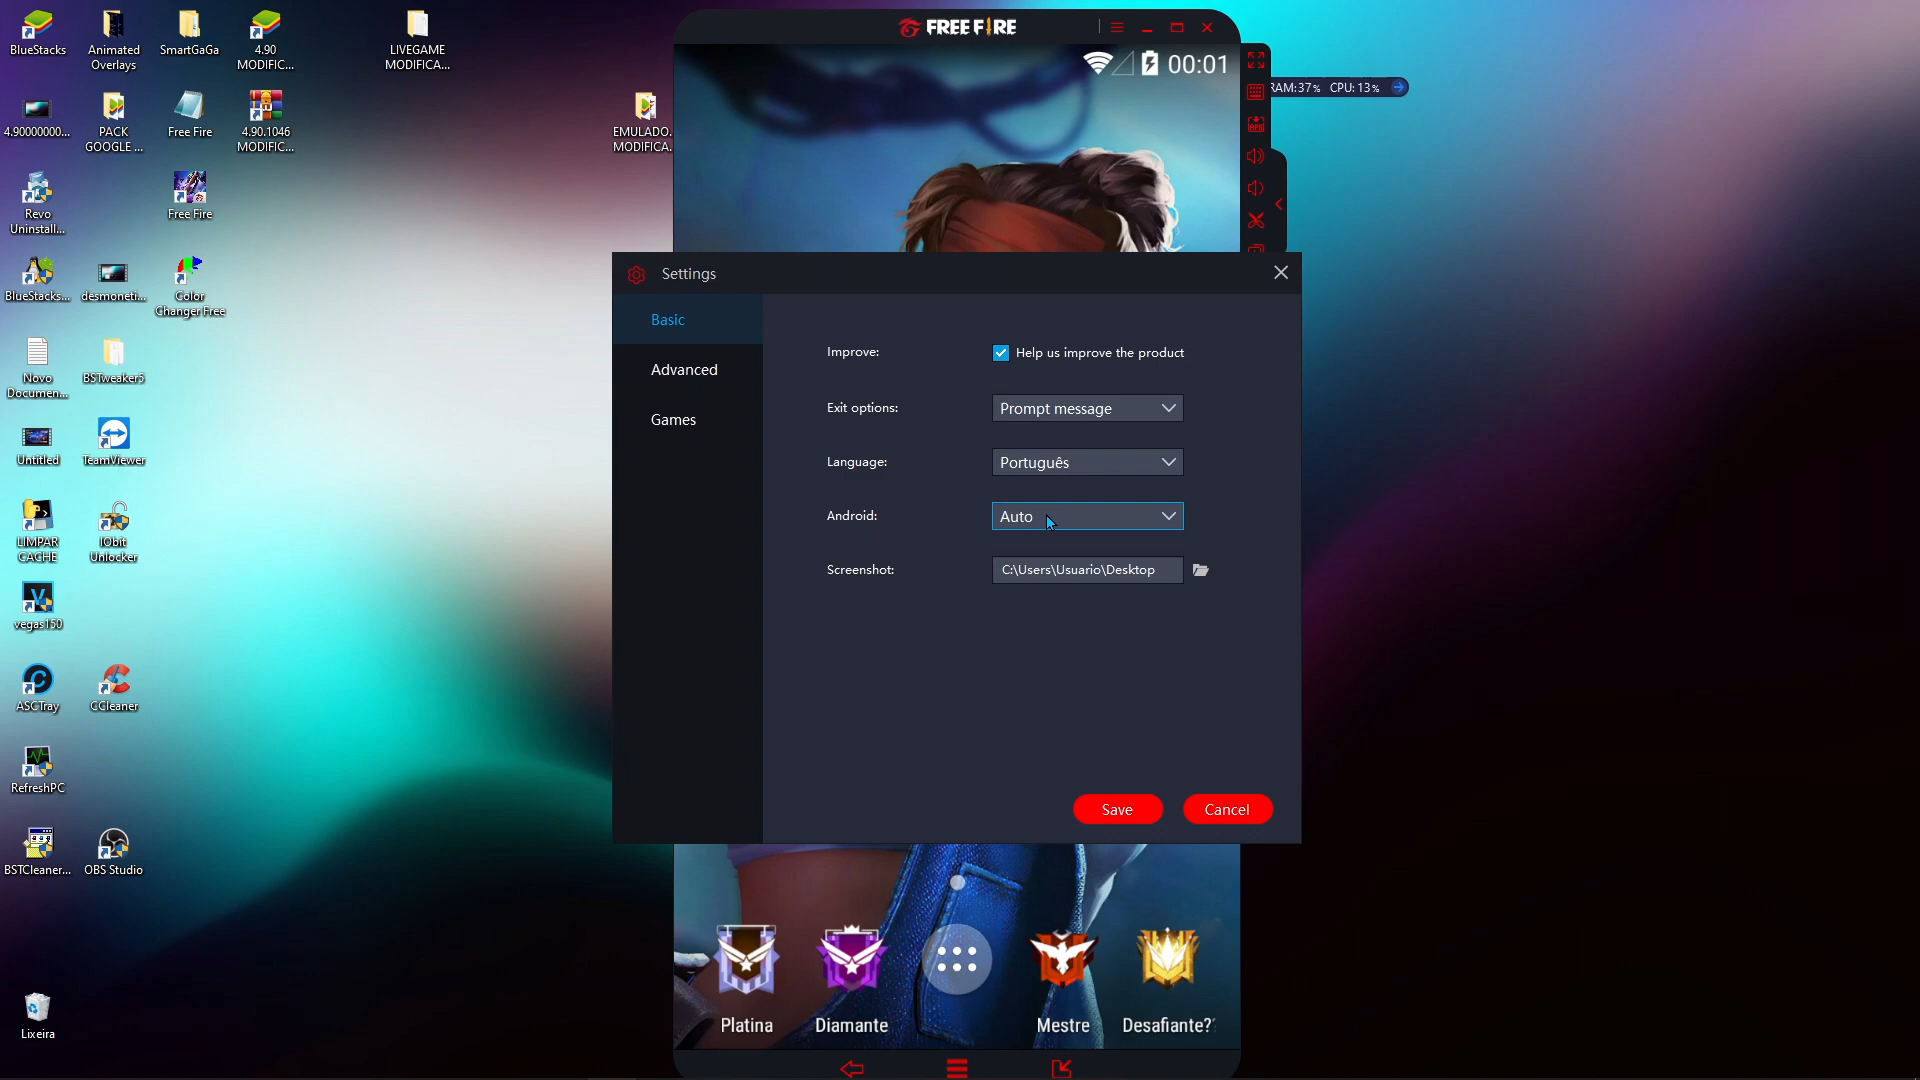 BlueStacks
Animated
Overlays
SmartGaGa
4.90
MODIFIC...
LIVEGAME
MODIFICA...
4.90000000...
PACK
GOOGLE ...
Free Fire
4.90.1046
MODIFIC...
EMULADO.
MODIFICA.
Revo
Uninstall...
Free Fire
BlueStacks...
desmoneti...
Color
Changer Free
Novo
Documen...
BSTweaker5
Untitled
TeamViewer
LIMPAR
CACHE
IObit
Unlocker
vegas150
ASCTray
CCleaner
RefreshPC
BSTCleaner...
OBS Studio
Lixeira
FREE FIRE
00:01
RAM:37% CPU: 13%
Settings
Basic
Advanced
Games
Improve:
Help us improve the product
Exit options:
Prompt message
Language:
Português
Android:
Auto
Screenshot:
C:\Users\Usuario\Desktop
Save
Cancel
Platina
Diamante
Mestre
Desafiante?